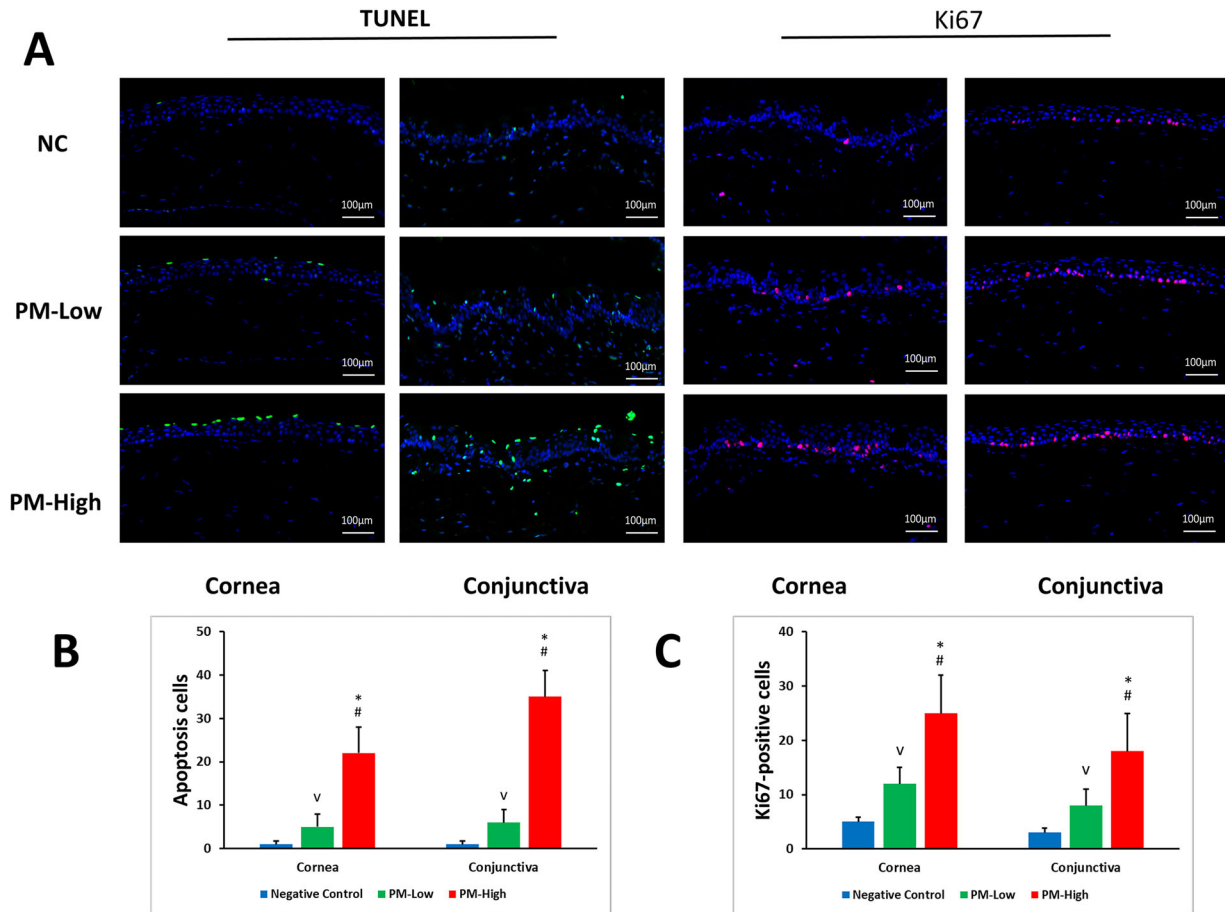 TUNEL Ki67
A
NC
100μm 100μm 100μm 100μm
PM-Low
100μm 100μm 100μm 100μm
PM-High
100μm 100μm 100μm 100μm
Cornea Conjunctiva Cornea Conjunctiva
B
Apoptosis cells
50
40
30
20
10
0
v
*
#
v
*
#
Cornea Conjunctiva
Negative Control PM-Low PM-High
C
Ki67-positive cells
40
30
20
10
0
v
*
#
v
*
#
Cornea Conjunctiva
Negative Control PM-Low PM-High